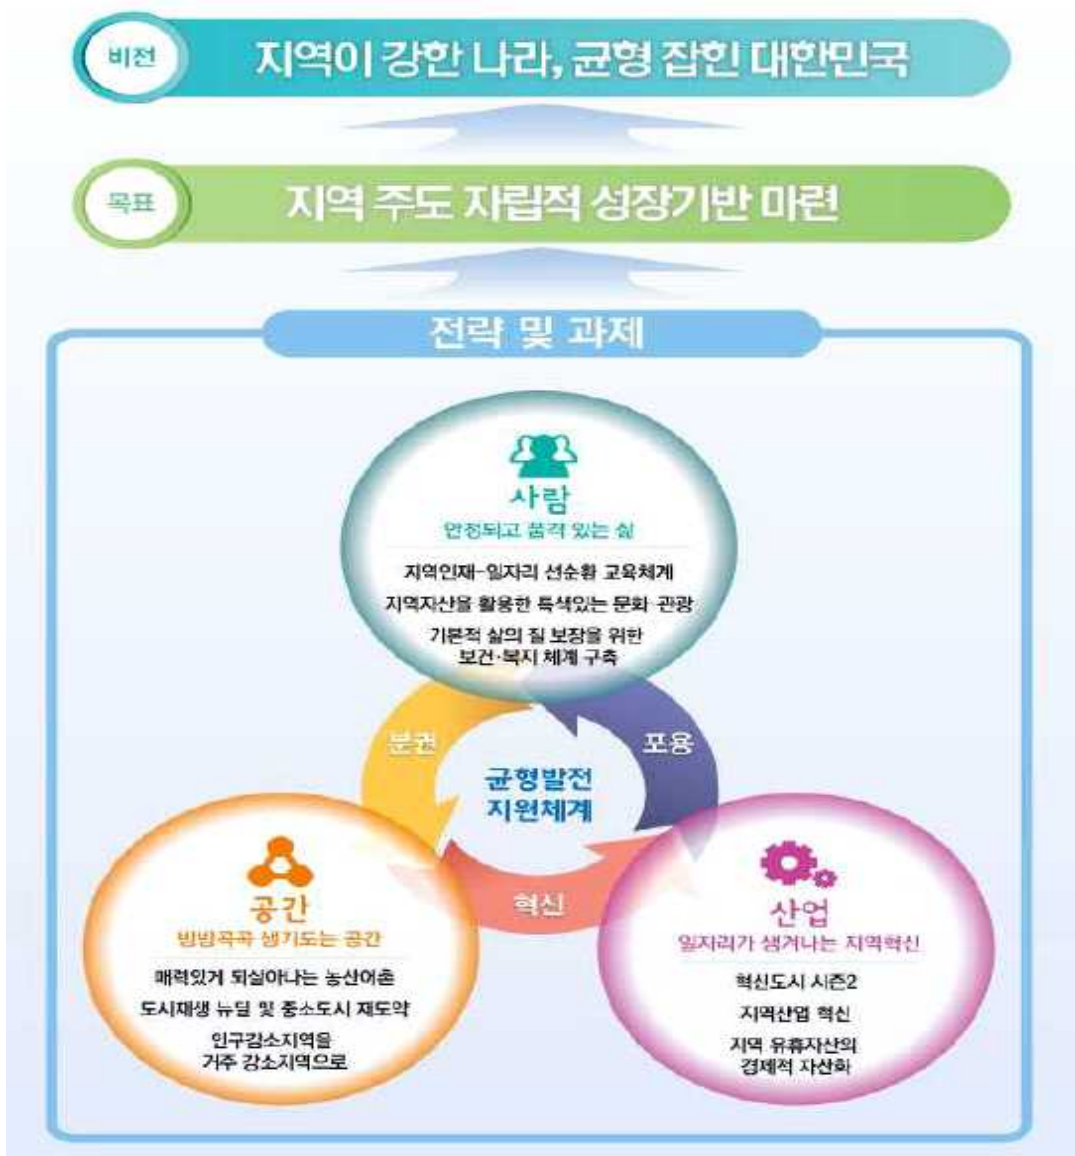 비전
지역이 강한 나라, 균형 잡힌 대한민국
목표
지역 주도 자립적 성장기반 마련
전략 및 과제
사람
안정되고 품격 있는 삶
지역인재-일자리 선순환 교육체계
지역자산을 활용한 특색있는 문화·관광
기본적 삶의 질 보장을 위한
보건·복지 체계 구축
분권
포용
균형발전
지원체계
혁신
공간
방방곡곡 생기도는 공간
매력있게 되살아나는 농산어촌
도시재생 뉴딜 및 중소도시 재도약
인구감소지역을
거주 강소지역으로
산업
일자리가 생겨나는 지역혁신
혁신도시 시즌2
지역산업 혁신
지역 유휴자산의
경제적 자산화